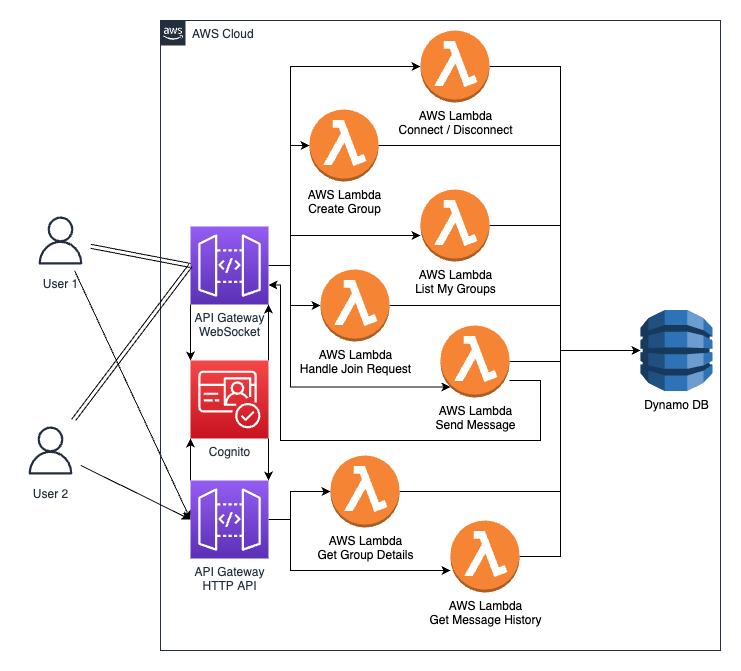 aws
AWS Cloud
AWS Lambda
Connect / Disconnect
AWS Lambda
Create Group
AWS Lambda
List My Groups
User 1
API Gateway
WebSocket
AWS Lambda
Handle Join Request
AWS Lambda
Send Message
Dynamo DB
Cognito
User 2
AWS Lambda
Get Group Details
API Gateway
HTTP API
AWS Lambda
Get Message History